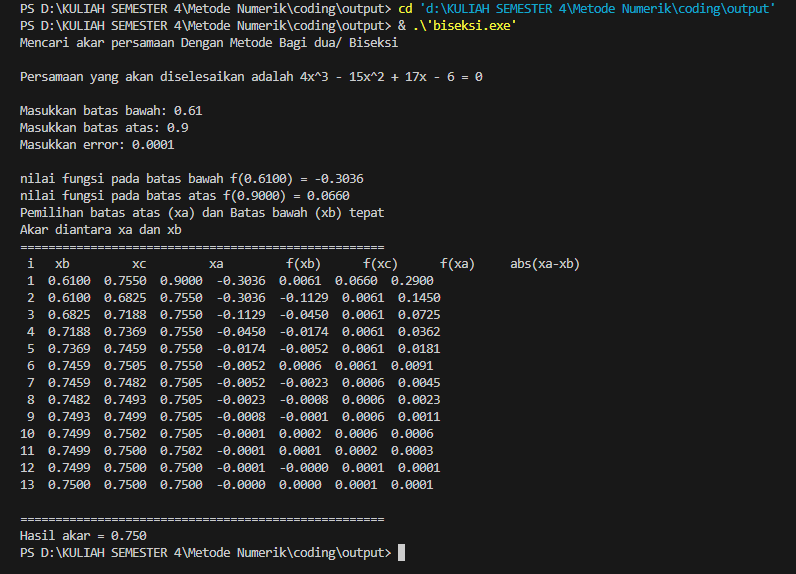 PS D:\KULIAH SEMESTER 4\Metode Numerik\coding\output> cd 'd:\KULIAH SEMESTER 4\Metode Numerik\coding\output'
PS D:\KULIAH SEMESTER 4\Metode Numerik\coding\output> & .\'biseksi.exe'
Mencari akar persamaan Dengan Metode Bagi dua/ Biseksi
Persamaan yang akan diselesaikan adalah 4x^3 - 15x^2 + 17x - 6 = 0
Masukkan batas bawah: 0.61
Masukkan batas atas: 0.9
Masukkan error: 0.0001
nilai fungsi pada batas bawah f(0.6100) = -0.3036
nilai fungsi pada batas atas f(0.9000) = 0.0660
Pemilihan batas atas (xa) dan Batas bawah (xb) tepat
Akar diantara xa dan xb
====================================================
i xb xc xa f(xb) f(xc) f(xa) abs(xa-xb)
1 0.6100 0.7550 0.9000 -0.3036 0.0061 0.0660 0.2900
2 0.6100 0.6825 0.7550 -0.3036 -0.1129 0.0061 0.1450
3 0.6825 0.7188 0.7550 -0.1129 -0.0450 0.0061 0.0725
4 0.7188 0.7369 0.7550 -0.0450 -0.0174 0.0061 0.0362
5 0.7369 0.7459 0.7550 -0.0174 -0.0052 0.0061 0.0181
6 0.7459 0.7505 0.7550 -0.0052 0.0006 0.0061 0.0091
7 0.7459 0.7482 0.7505 -0.0052 -0.0023 0.0006 0.0045
8 0.7482 0.7493 0.7505 -0.0023 -0.0008 0.0006 0.0023
9 0.7493 0.7499 0.7505 -0.0008 -0.0001 0.0006 0.0011
10 0.7499 0.7502 0.7505 -0.0001 0.0002 0.0006 0.0006
11 0.7499 0.7500 0.7502 -0.0001 0.0001 0.0002 0.0003
12 0.7499 0.7500 0.7500 -0.0001 -0.0000 0.0001 0.0001
13 0.7500 0.7500 0.7500 -0.0000 0.0000 0.0001 0.0001
====================================================
Hasil akar = 0.750
PS D:\KULIAH SEMESTER 4\Metode Numerik\coding\output>